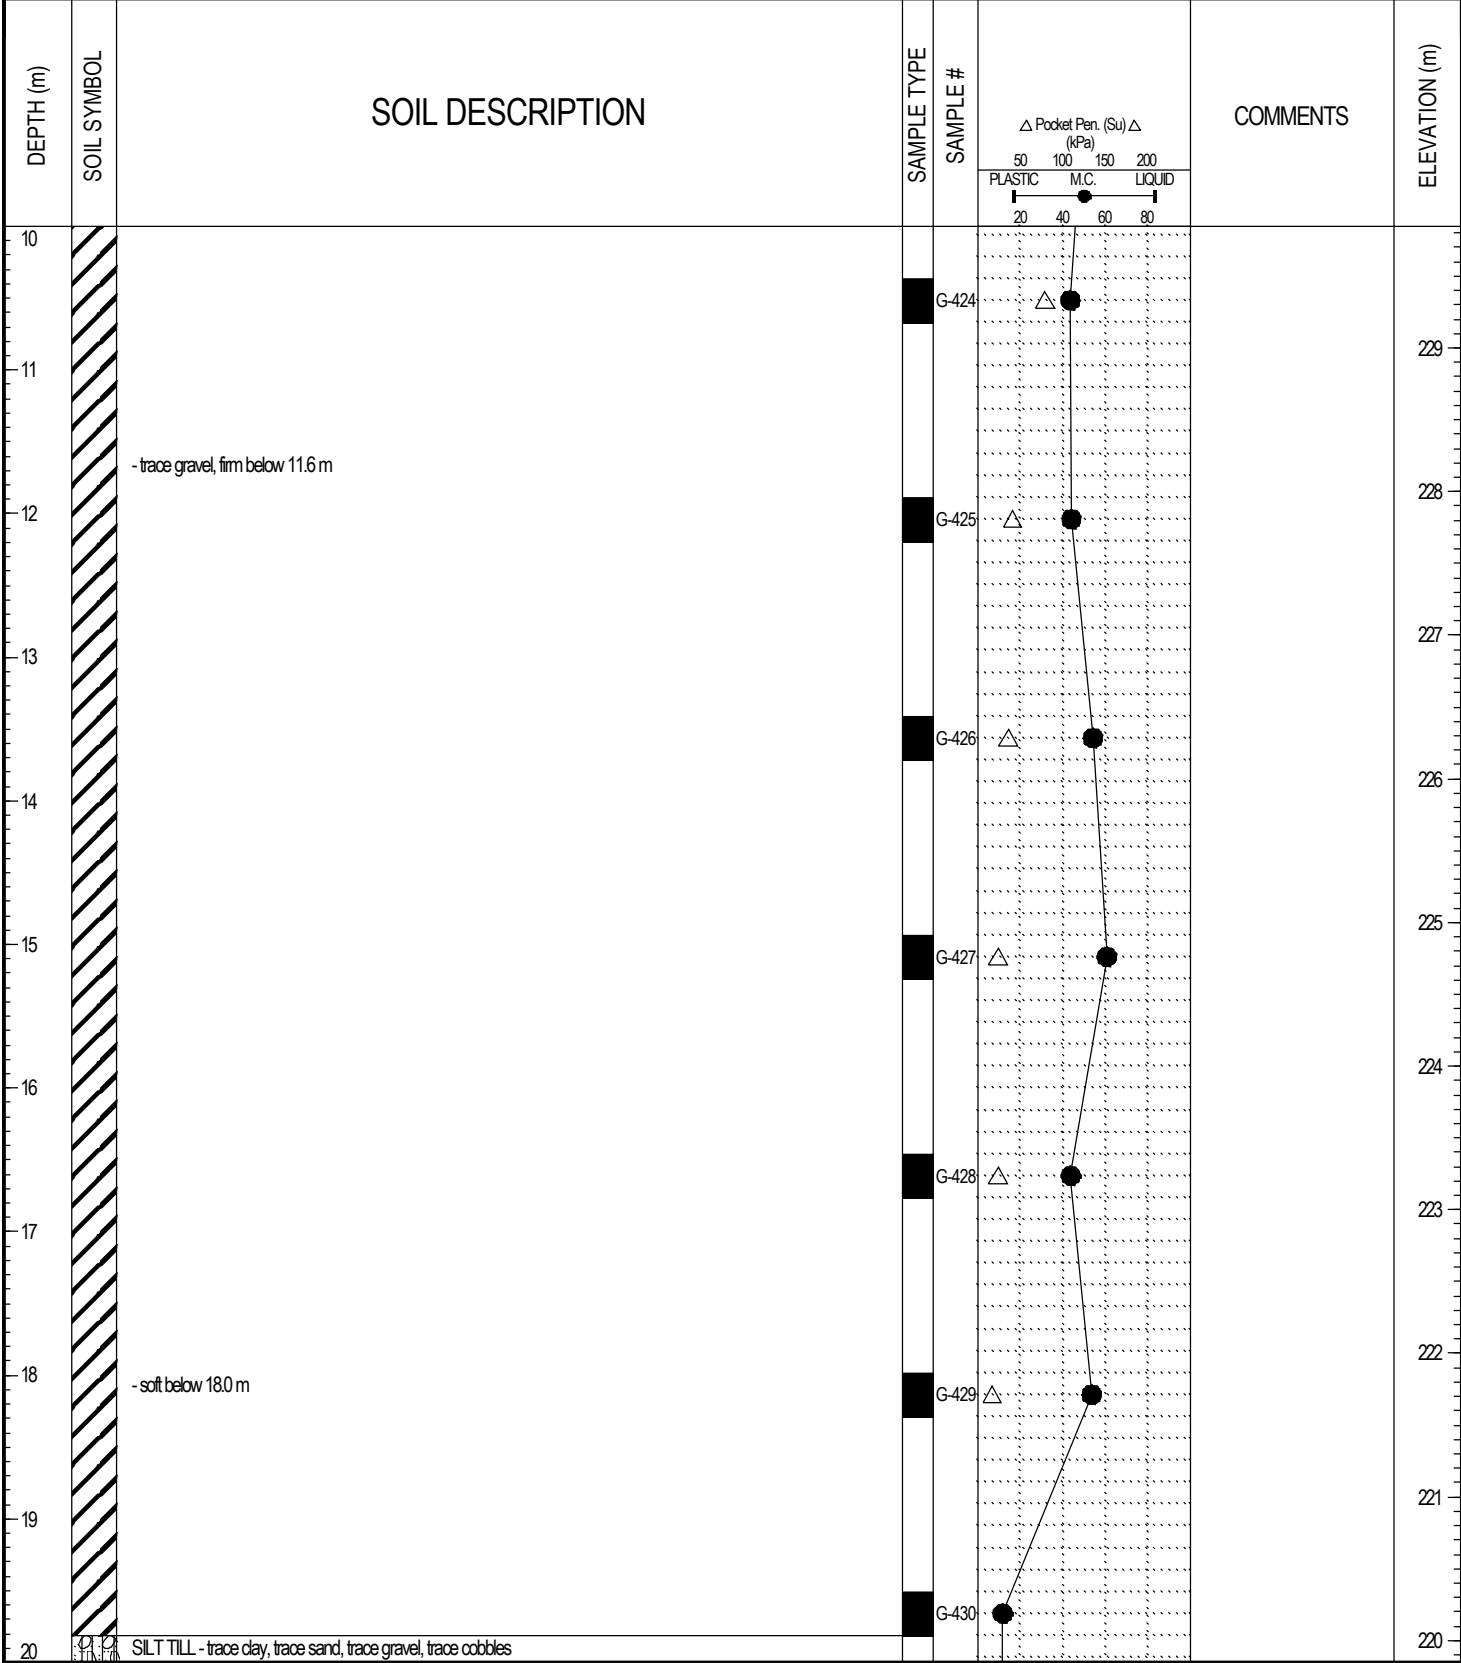 DEPTH (m)
SOIL SYMBOL
SOIL DESCRIPTION
SAMPLE TYPE
SAMPLE #
△ Pocket Pen. (Su) △
(kPa)
50 100 150 200
PLASTIC M.C. LIQUID
20 40 60 80
COMMENTS
ELEVATION (m)
10
G-424
229
11
- trace gravel, firm below 11.6 m
228
12
G-425
227
13
G-426
226
14
225
15
G-427
224
16
G-428
223
17
222
18
- soft below 18.0 m
G-429
221
19
G-430
220
20
SILT TILL - trace clay, trace sand, trace gravel, trace cobbles